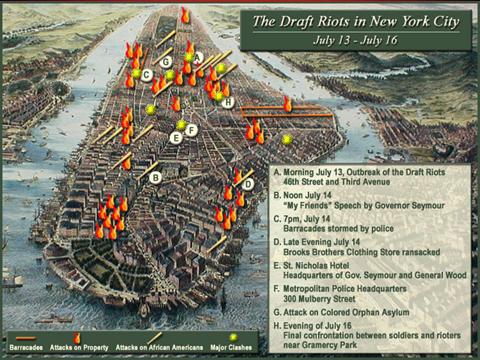 The Draft Riots in New York City
July 13 - July 16
G
A
C
H
F
E
B
D
A. Morning July 13, Outbreak of the Draft Riots
46th Street and Third Avenue
B. Noon July 14
“My Friends” Speech by Governor Seymour
C. 7pm, July 14
Barracades stormed by police
D. Late Evening July 14
Brooks Brothers Clothing Store ransacked
E. St. Nicholas Hotel
Headquarters of Gov. Seymour and General Wood
F. Metropolitan Police Headquarters
300 Mulberry Street
G. Attack on Colored Orphan Asylum
H. Evening of July 16
Final confrontation between soldiers and rioters
near Gramercy Park
Barracades Attacks on Property Attacks on African Americans Major Clashes